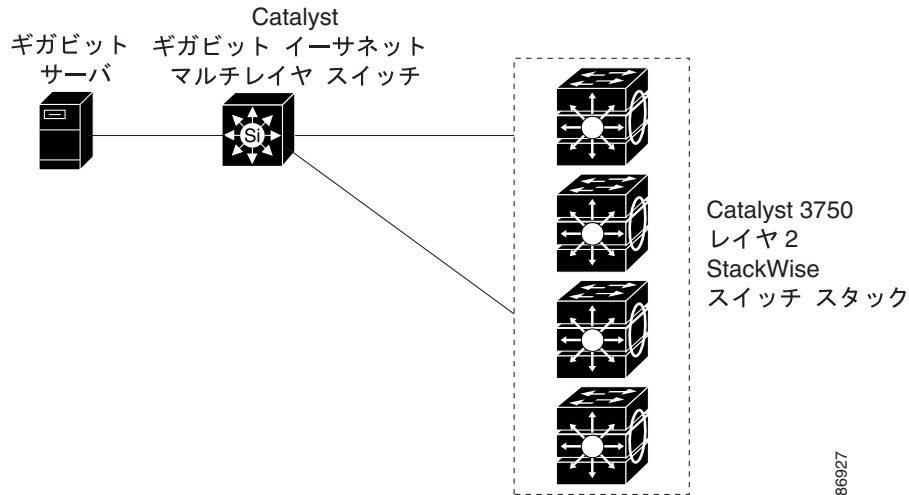 Catalyst
ギガビット
サーバ
ギガビット イーサネット
マルチレイヤ スイッチ
Si
Catalyst 3750
レイヤ 2
StackWise
スイッチ スタック
86927